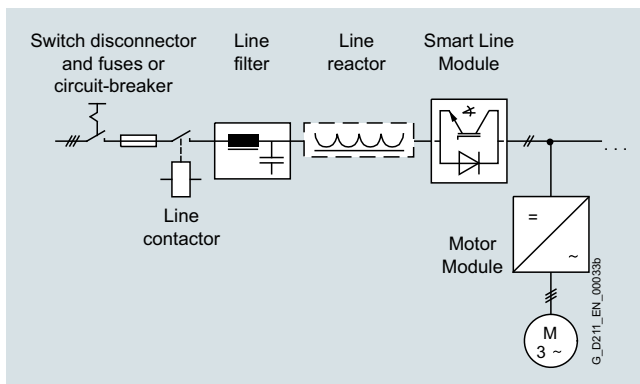 Switch disconnector
and fuses or
circuit-breaker
Line
filter
Line
reactor
Smart Line
Module
Line
contactor
. . .
=
~
Motor
Module
M
3 ~
G_D211_EN_00033b